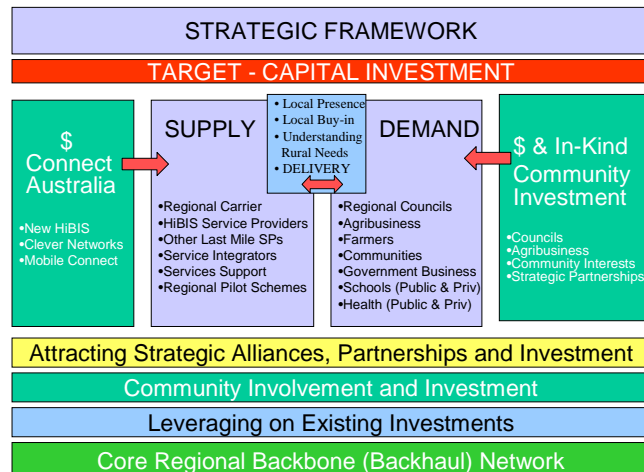 STRATEGIC FRAMEWORK
TARGET - CAPITAL INVESTMENT
$
Connect
Australia
•New HiBIS
•Clever Networks
•Mobile Connect
SUPPLY
•Regional Carrier
•HiBIS Service Providers
•Other Last Mile SPs
•Service Integrators
•Services Support
•Regional Pilot Schemes
• Local Presence
• Local Buy-in
• Understanding
Rural Needs
• DELIVERY
DEMAND
•Regional Councils
•Agribusiness
•Farmers
•Communities
•Government Business
•Schools (Public & Priv)
•Health (Public & Priv)
$ & In-Kind
Community
Investment
•Councils
•Agribusiness
•Community Interests
•Strategic Partnerships
Attracting Strategic Alliances, Partnerships and Investment
Community Involvement and Investment
Leveraging on Existing Investments
Core Regional Backbone (Backhaul) Network